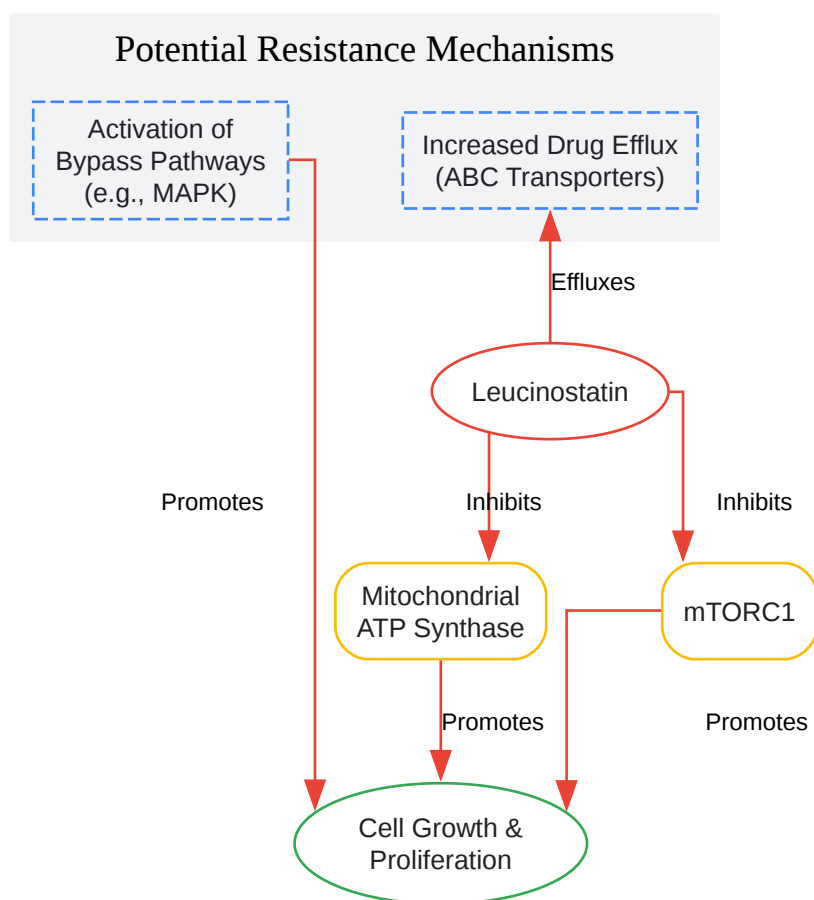 Potential Resistance Mechanisms
Activation of
Bypass Pathways
(e.g., MAPK)
Increased Drug Efflux
(ABC Transporters)
Effluxes
Leucinostatin
Promotes
Inhibits
Inhibits
Mitochondrial
ATP Synthase
mTORC1
Promotes
Promotes
Cell Growth &
Proliferation